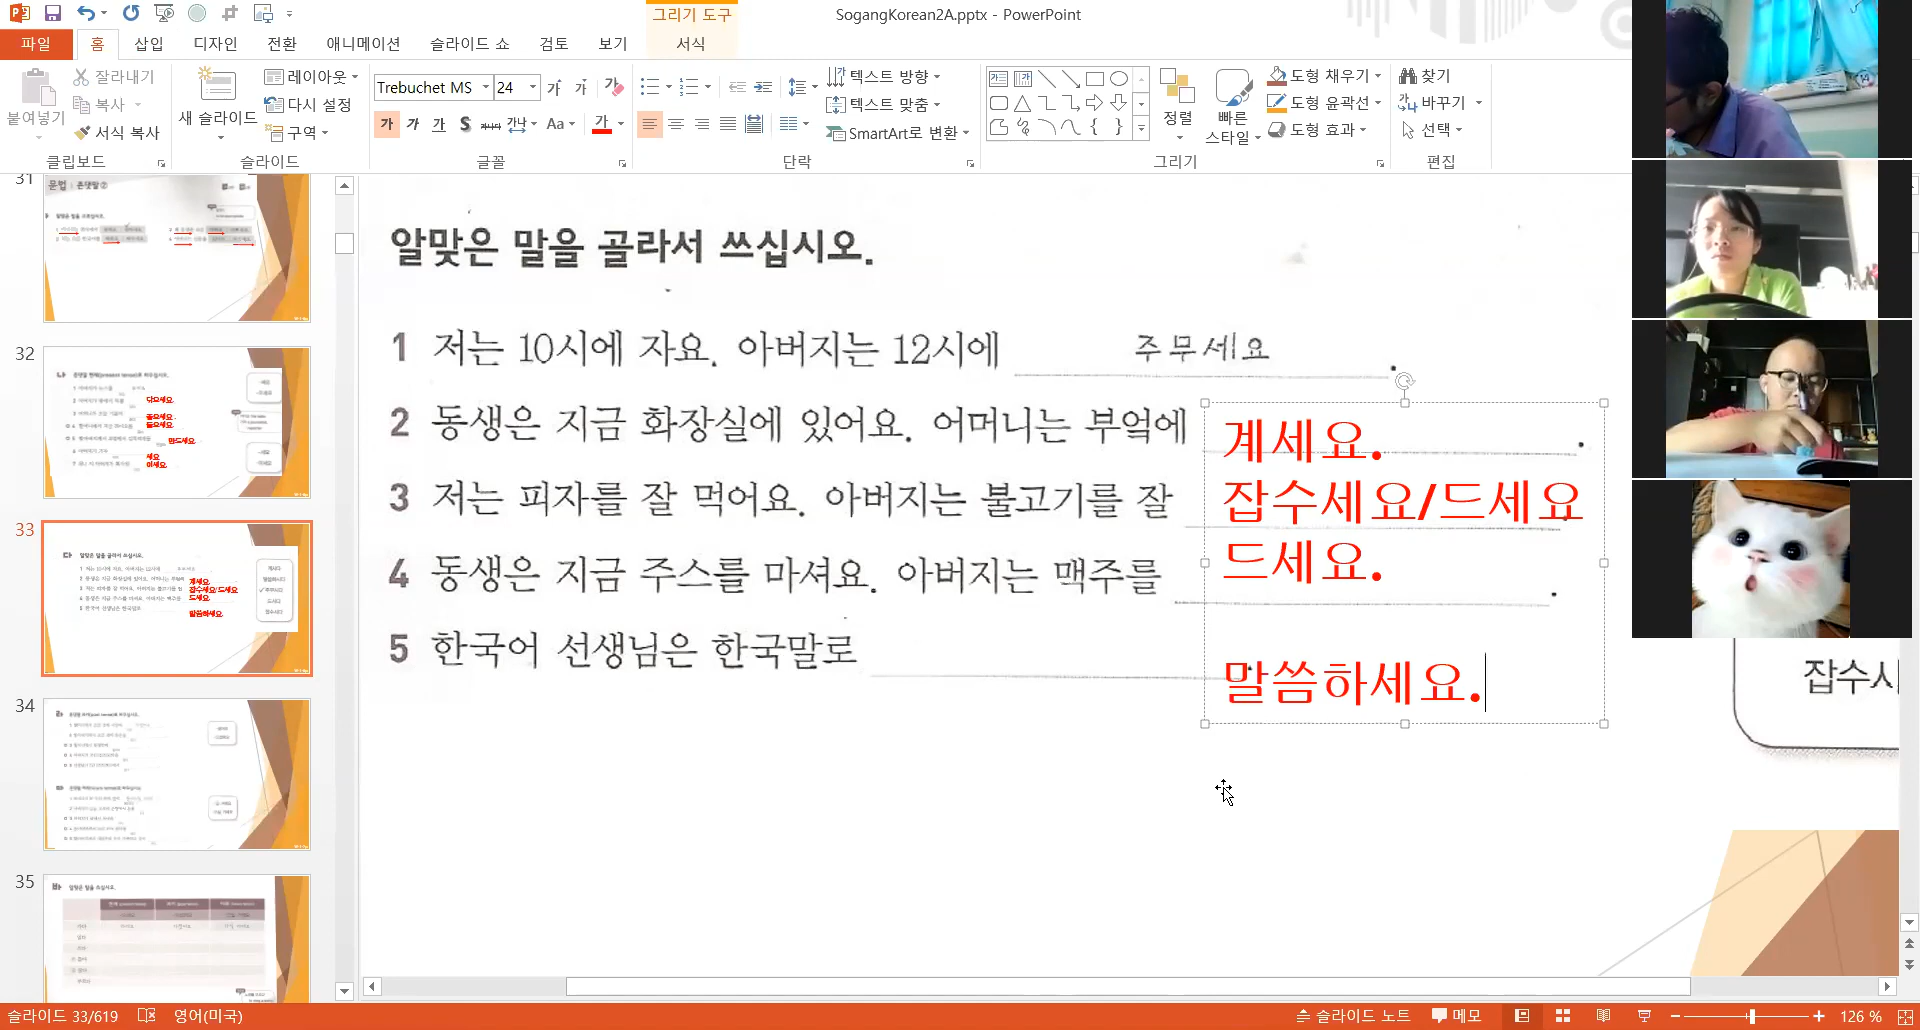 SogangKorean2A.pptx - PowerPoint
그리기 도구
파일 홈 삽입 디자인 전환 애니메이션 슬라이드 쇼 검토 보기 서식
붙여넣기
잘라내기
복사
서식 복사
클립보드
새 슬라이드
레이아웃
다시 설정
구역
슬라이드
Trebuchet MS 24
글꼴
텍스트 방향
텍스트 맞춤
SmartArt로 변환
단락
정렬
빠른 스타일
도형 채우기
도형 윤곽선
도형 효과
그리기
찾기
바꾸기
선택
편집
31
32
33
34
35
알맞은 말을 골라서 쓰십시오.
1 저는 10시에 자요. 아버지는 12시에 주무세요.
2 동생은 지금 화장실에 있어요. 어머니는 부엌에 계세요.
3 저는 피자를 잘 먹어요. 아버지는 불고기를 잘 잡수세요/드세요
4 동생은 지금 주스를 마셔요. 아버지는 맥주를 드세요.
5 한국어 선생님은 한국말로 말씀하세요.
잡수시
슬라이드 33/619 영어(미국) 슬라이드 노트 메모 126 %